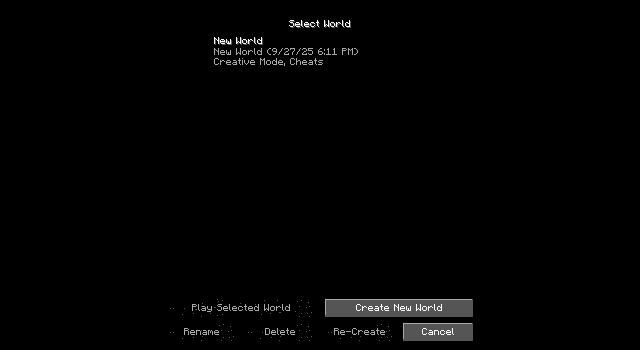 Select World
New World
New World (9/27/25 6:11 PM)
Creative Mode, Cheats
Play Selected World
Create New World
Rename
Delete
Re-Create
Cancel